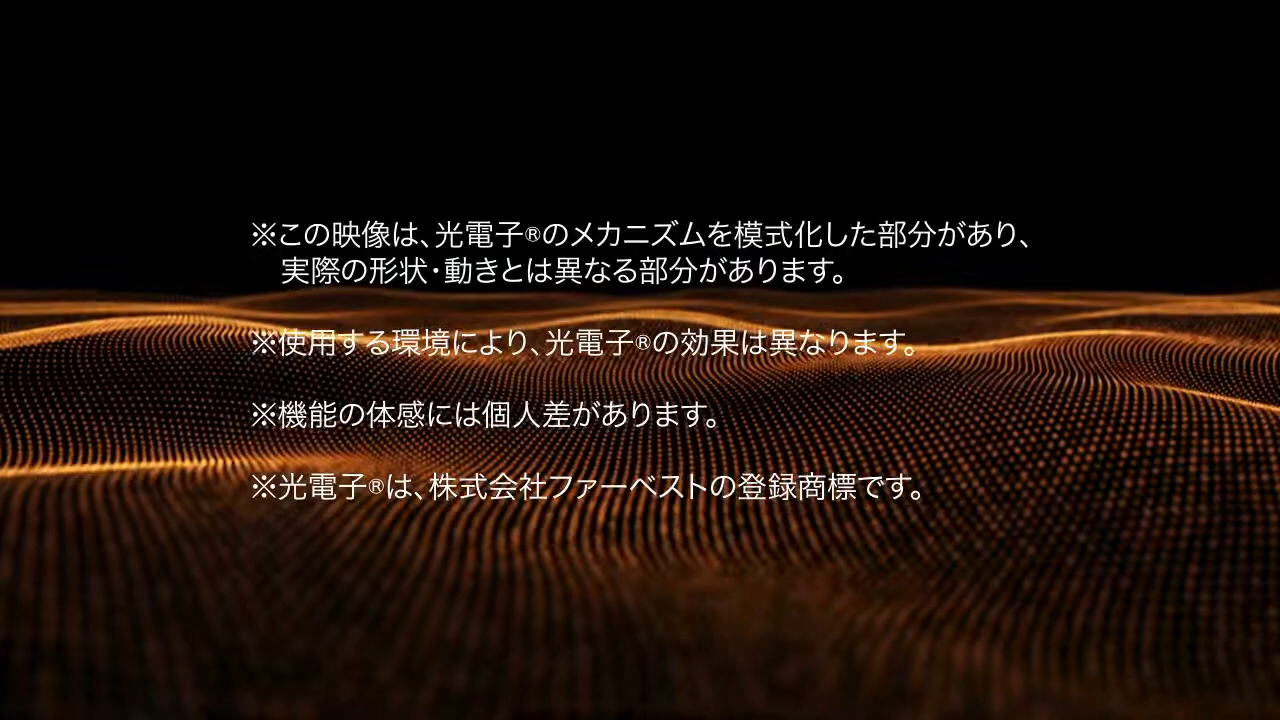 ※この映像は、光電子®のメカニズムを模式化した部分があり、
実際の形状・動きとは異なる部分があります。
※使用する環境により、光電子®の効果は異なります。
※機能の体感には個人差があります。
※光電子®は、株式会社ファーベストの登録商標です。